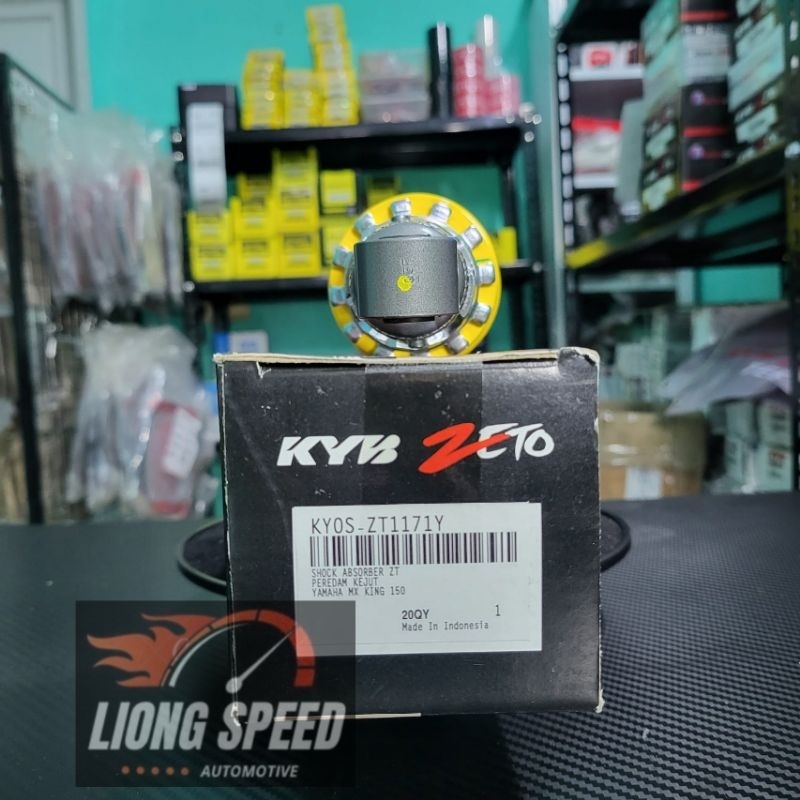 KYB ZETO
KYOS-ZT1171Y
SHOCK ABSORBER ZT
PEREDAM KEJUT
YAMAHA MX KING 150
20QY 1
Made In Indonesia
LIONG SPEED
AUTOMOTIVE